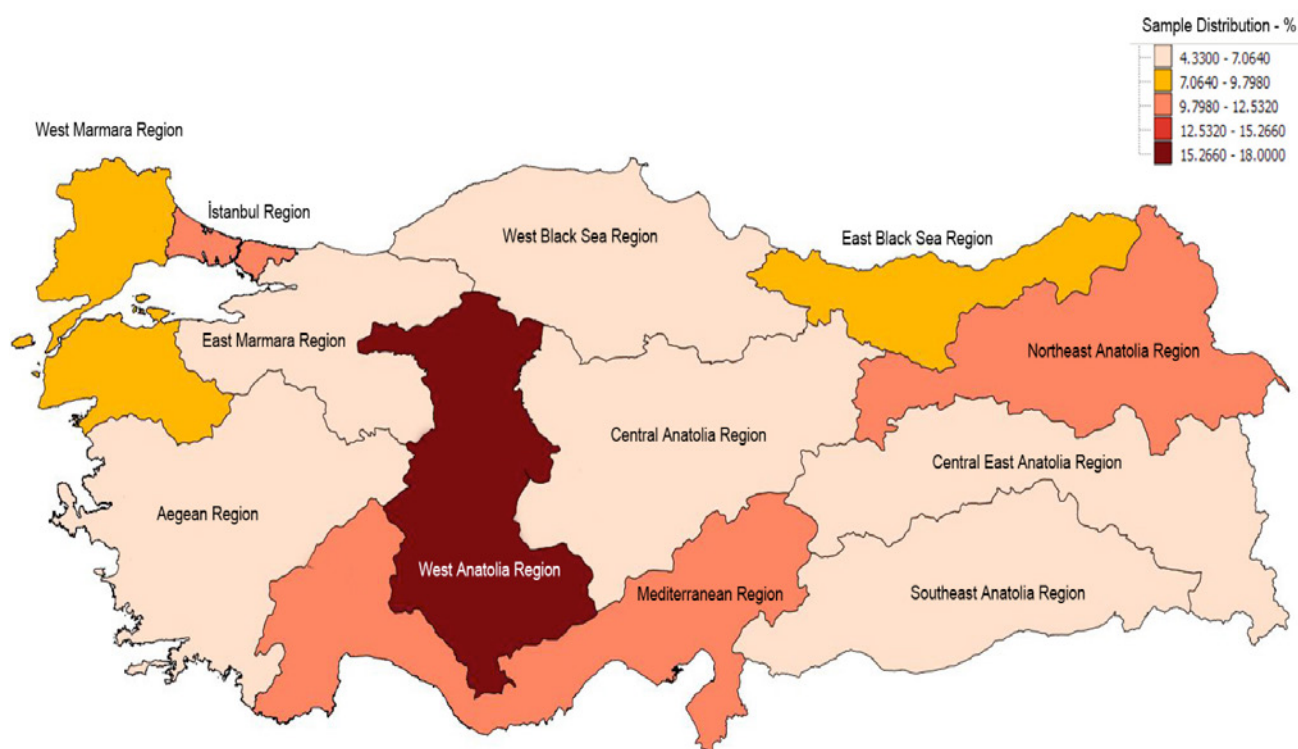 Sample Distribution - %
4.3300 - 7.0640
7.0640 - 9.7980
9.7980 - 12.5320
12.5320 - 15.2660
15.2660 - 18.0000
West Marmara Region
İstanbul Region
West Black Sea Region
East Black Sea Region
East Marmara Region
Northeast Anatolia Region
Central Anatolia Region
Central East Anatolia Region
Aegean Region
West Anatolia Region
Mediterranean Region
Southeast Anatolia Region